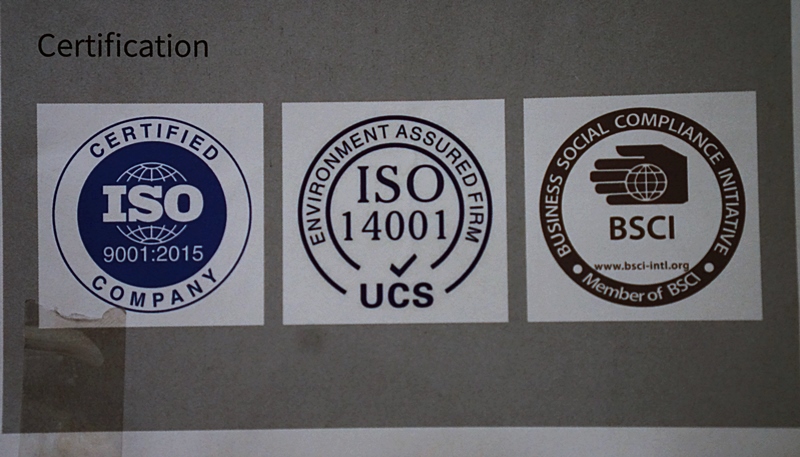 Certification
CERTIFIED
ISO
9001:2015
COMPANY
ENVIRONMENT ASSURED FIRM
ISO
14001
UCS
BUSINESS SOCIAL COMPLIANCE INITIATIVE
BSCI
www.bsci-intl.org
• Member of BSCI •